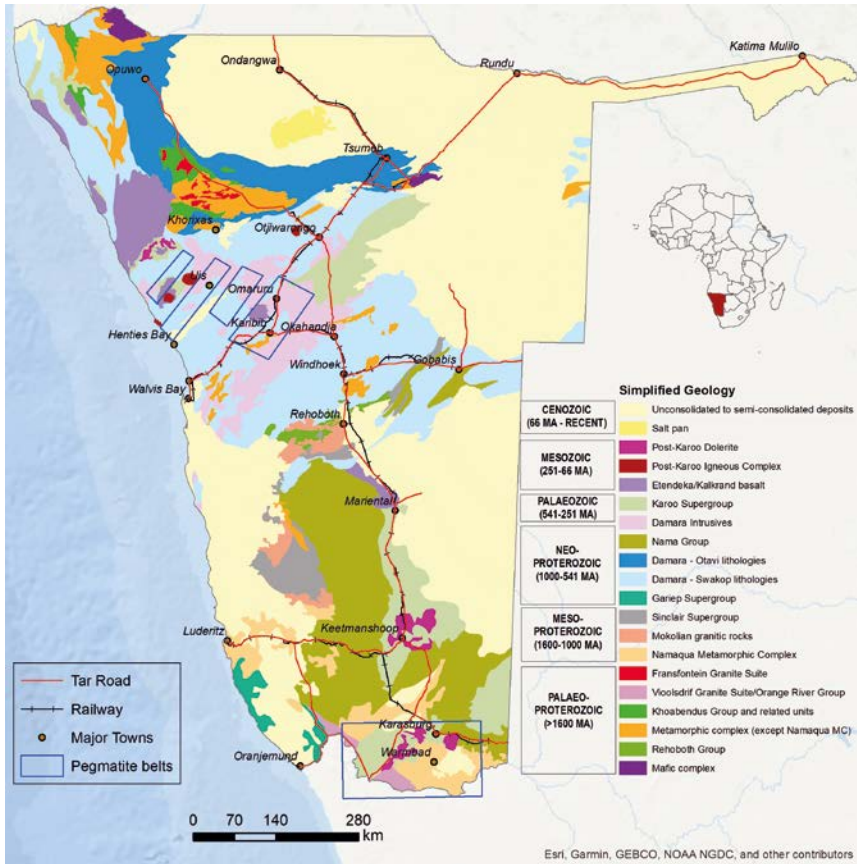 Katima Mulilo
Ondangwa
Rundu
Opuwo
Tsumeb
Khorixas
Otjiwarongo
Uis
Omaruru
Karibib
Okahandja
Henties Bay
Windhoek
Gobabis
Walvis Bay
Rehoboth
Mariental
Luderitz
Keetmanshoop
Karasburg
Warmbad
Oranjemund
Simplified Geology
CENOZOIC
(66 MA - RECENT)
Unconsolidated to semi-consolidated deposits
Salt pan
MESOZOIC
(251-66 MA)
Post-Karoo Dolerite
Post-Karoo Igneous Complex
Etendeka/Kalkrand basalt
PALAEOZOIC
(541-251 MA)
Karoo Supergroup
Damara Intrusives
NEO-
PROTEROZOIC
(1000-541 MA)
Nama Group
Damara - Otavi lithologies
Damara - Swakop lithologies
Gariep Supergroup
MESO-
PROTEROZOIC
(1600-1000 MA)
Sinclair Supergroup
Mokolian granitic rocks
Namaqua Metamorphic Complex
PALAEO-
PROTEROZOIC
(>1600 MA)
Fransfontein Granite Suite
Vioolsdrif Granite Suite/Orange River Group
Khoabendus Group and related units
Metamorphic complex (except Namaqua MC)
Rehoboth Group
Mafic complex
Tar Road
Railway
Major Towns
Pegmatite belts
0 70 140 280
km
Esri, Garmin, GEBCO, NOAA NGDC, and other contributors